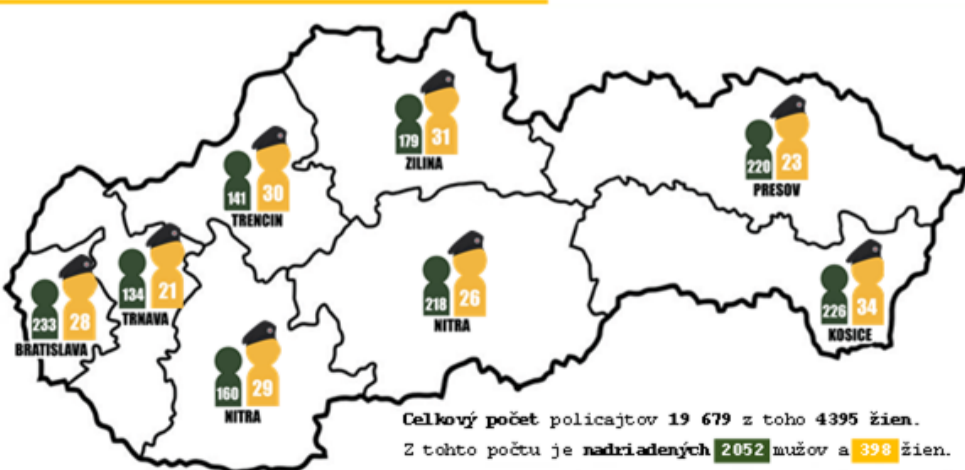 179 31
ZILINA
220 23
PRESOV
141 30
TRENCIN
134 21
TRNAVA
233 28
BRATISLAVA
218 26
NITRA
226 34
KOSICE
160 29
NITRA
Celkový počet policajtov 19 679 z toho 4395 žien.
Z tohto počtu je nadriadených 2052 mužov a 398 žien.